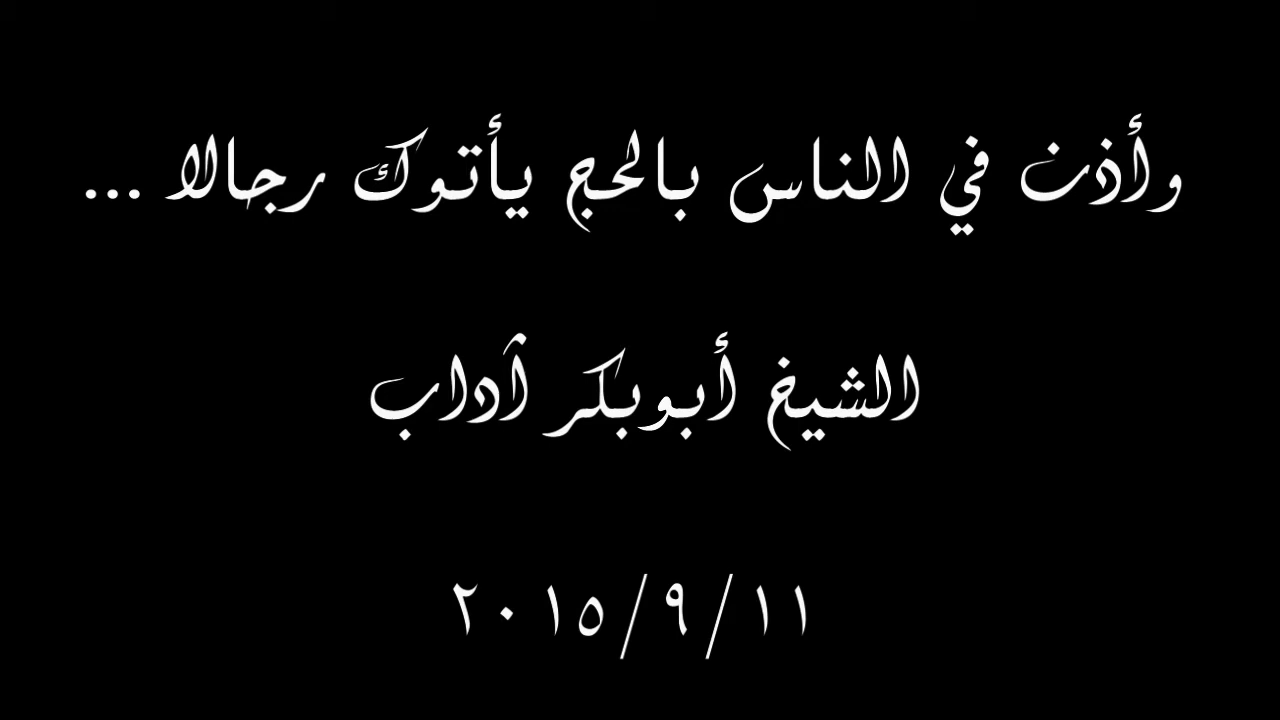 وأذن في الناس بالحج يأتوك رجالا ...
الشيخ أبوبكر آداب
١١/٩/٢٠١٥